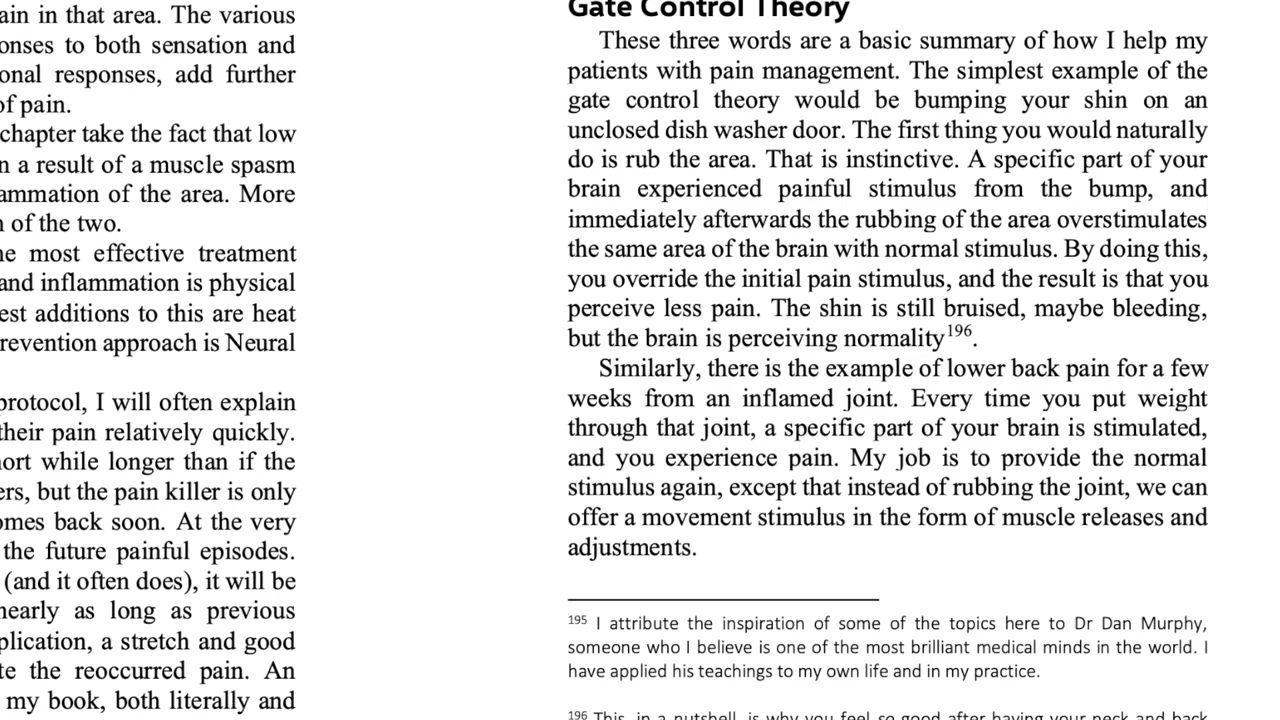 ain in that area. The various
onses to both sensation and
onal responses, add further
of pain.
chapter take the fact that low
n a result of a muscle spasm
ammation of the area. More
n of the two.
ne most effective treatment
and inflammation is physical
est additions to this are heat
revention approach is Neural
protocol, I will often explain
their pain relatively quickly.
ort while longer than if the
ers, but the pain killer is only
omes back soon. At the very
the future painful episodes.
(and it often does), it will be
nearly as long as previous
plication, a stretch and good
te the reoccurred pain. An
my book, both literally and
Gate Control Theory
These three words are a basic summary of how I help my
patients with pain management. The simplest example of the
gate control theory would be bumping your shin on an
unclosed dish washer door. The first thing you would naturally
do is rub the area. That is instinctive. A specific part of your
brain experienced painful stimulus from the bump, and
immediately afterwards the rubbing of the area overstimulates
the same area of the brain with normal stimulus. By doing this,
you override the initial pain stimulus, and the result is that you
perceive less pain. The shin is still bruised, maybe bleeding,
but the brain is perceiving normality196.
Similarly, there is the example of lower back pain for a few
weeks from an inflamed joint. Every time you put weight
through that joint, a specific part of your brain is stimulated,
and you experience pain. My job is to provide the normal
stimulus again, except that instead of rubbing the joint, we can
offer a movement stimulus in the form of muscle releases and
adjustments.
195 I attribute the inspiration of some of the topics here to Dr Dan Murphy,
someone who I believe is one of the most brilliant medical minds in the world. I
have applied his teachings to my own life and in my practice.
196 This, in a nutshell, is why you feel so good after having your neck and back